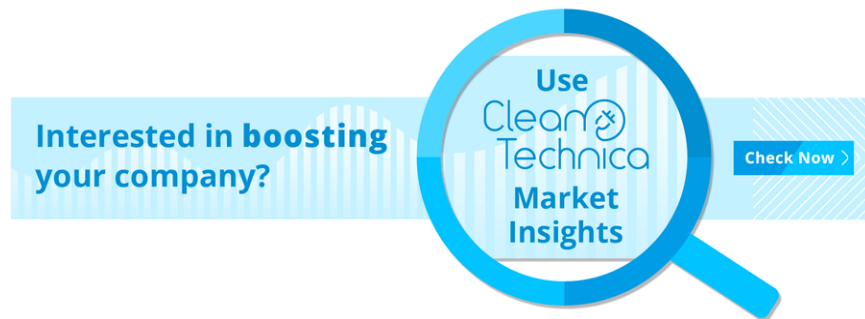 Interested in boosting
your company?
Use
Clean
Technica
Market
Insights
Check Now